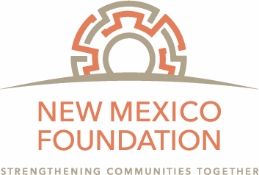 NEW MEXICO
FOUNDATION
STRENGTHENING COMMUNITIES TOGETHER